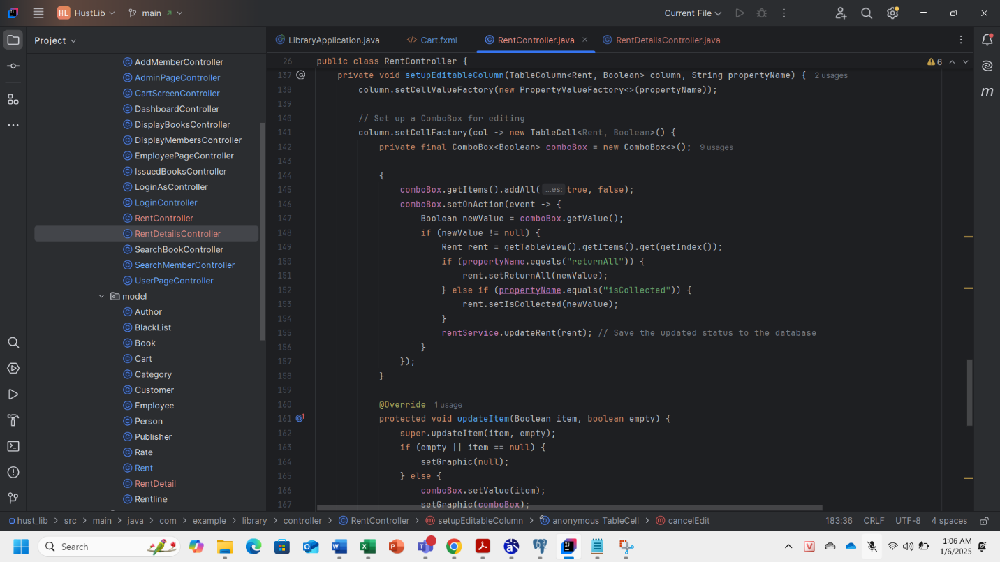 HL HustLib main Current File
Project
LibraryApplication.java Cart.fxml RentController.java RentDetailsController.java
AddMemberController
AdminPageController
CartScreenController
DashboardController
DisplayBooksController
DisplayMembersController
EmployeePageController
IssuedBooksController
LoginAsController
LoginController
RentController
RentDetailsController
SearchBookController
SearchMemberController
UserPageController
model
Author
BlackList
Book
Cart
Category
Customer
Employee
Person
Publisher
Rate
Rent
RentDetail
Rentline
26 public class RentController { 6
137 @ private void setupEditableColumn(TableColumn<Rent, Boolean> column, String propertyName) { 2 usages
138 column.setCellValueFactory(new PropertyValueFactory<>(propertyName));
139
140 // Set up a ComboBox for editing
141 column.setCellFactory(col -> new TableCell<Rent, Boolean>() {
142 private final ComboBox<Boolean> comboBox = new ComboBox<>(); 9 usages
143
144 {
145 comboBox.getItems().addAll( ...es: true, false);
146 comboBox.setOnAction(event -> {
147 Boolean newValue = comboBox.getValue();
148 if (newValue != null) {
149 Rent rent = getTableView().getItems().get(getIndex());
150 if (propertyName.equals("returnAll")) {
151 rent.setReturnAll(newValue);
152 } else if (propertyName.equals("isCollected")) {
153 rent.setIsCollected(newValue);
154 }
155 rentService.updateRent(rent); // Save the updated status to the database
156 }
157 });
158 }
159
160 @Override 1 usage
161 protected void updateItem(Boolean item, boolean empty) {
162 super.updateItem(item, empty);
163 if (empty || item == null) {
164 setGraphic(null);
165 } else {
166 comboBox.setValue(item);
167 setGraphic(comboBox);
hust_lib > src > main > java > com > example > library > controller > RentController > setupEditableColumn > anonymous TableCell > cancelEdit 183:36 CRLF UTF-8 4 spaces
Search 1:06 AM
1/6/2025